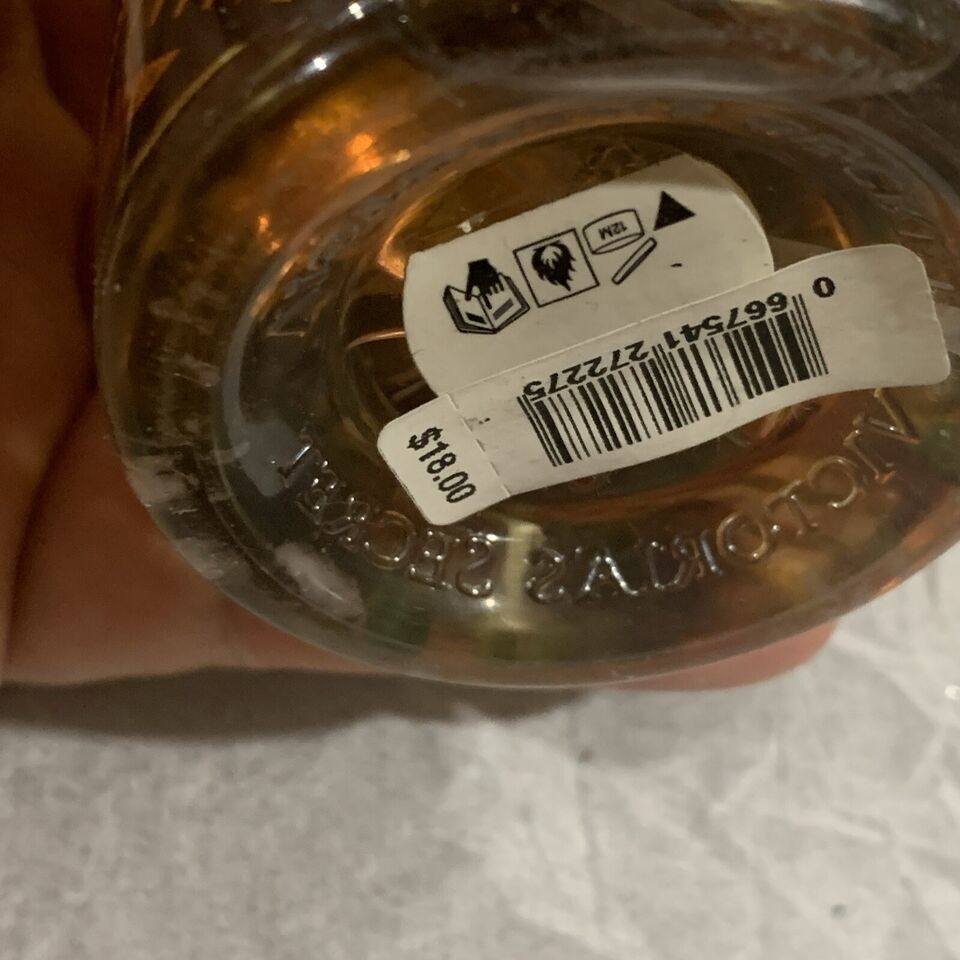 12M
0 667541 272275
$18.00
VICTORIA'S SECRET